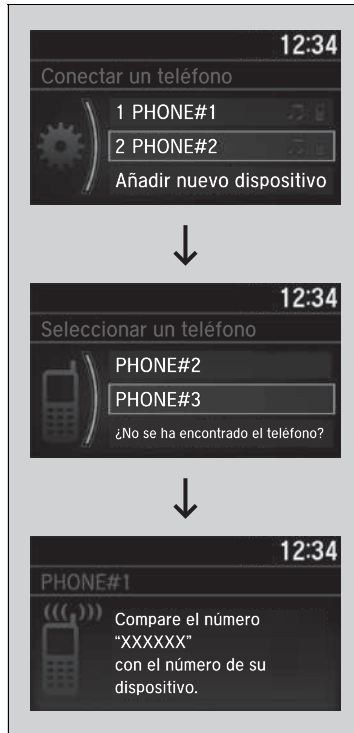 12:34
Conectar un teléfono
1 PHONE#1
2 PHONE#2
Añadir nuevo dispositivo
12:34
Seleccionar un teléfono
PHONE#2
PHONE#3
¿No se ha encontrado el teléfono?
12:34
PHONE#1
Compare el número
“XXXXXX”
con el número de su
dispositivo.